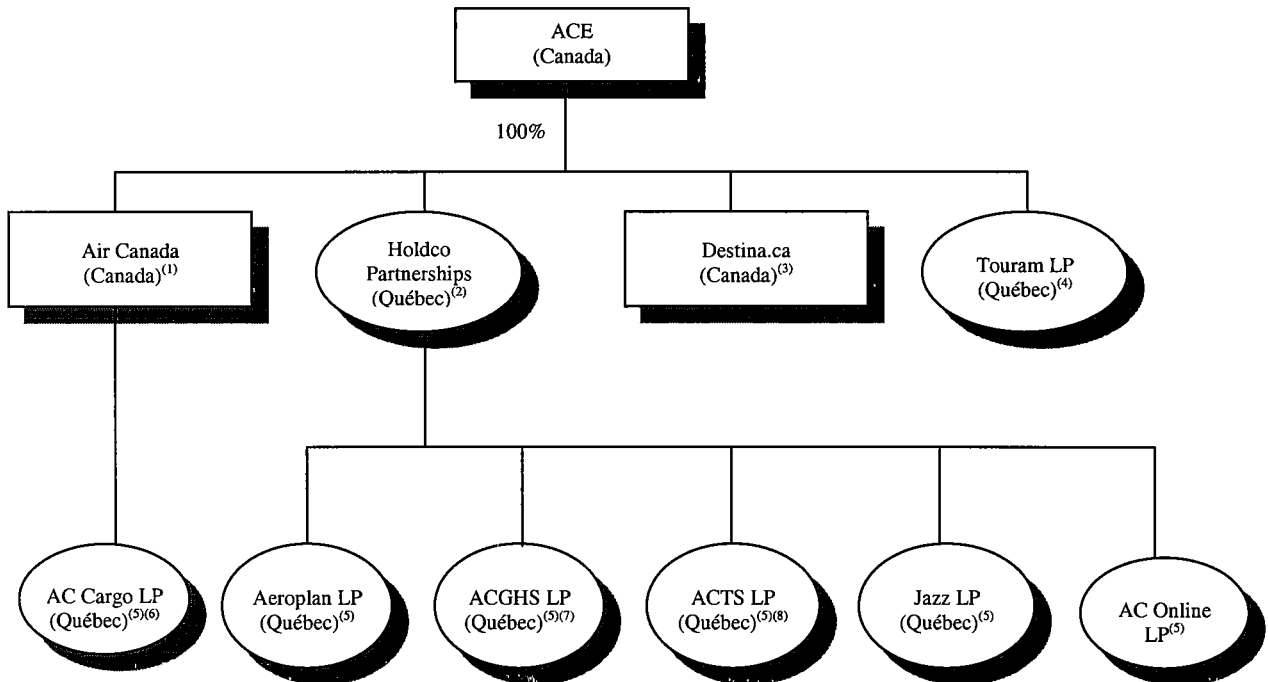 ACE
(Canada)
100%
Air Canada
(Canada)(1)
Holdco
Partnerships
(Québec)(2)
Destina.ca
(Canada)(3)
Touram LP
(Québec)(4)
AC Cargo LP
(Québec)(5)(6)
Aeroplan LP
(Québec)(5)
ACGHS LP
(Québec)(5)(7)
ACTS LP
(Québec)(5)(8)
Jazz LP
(Québec)(5)
AC Online
LP(5)